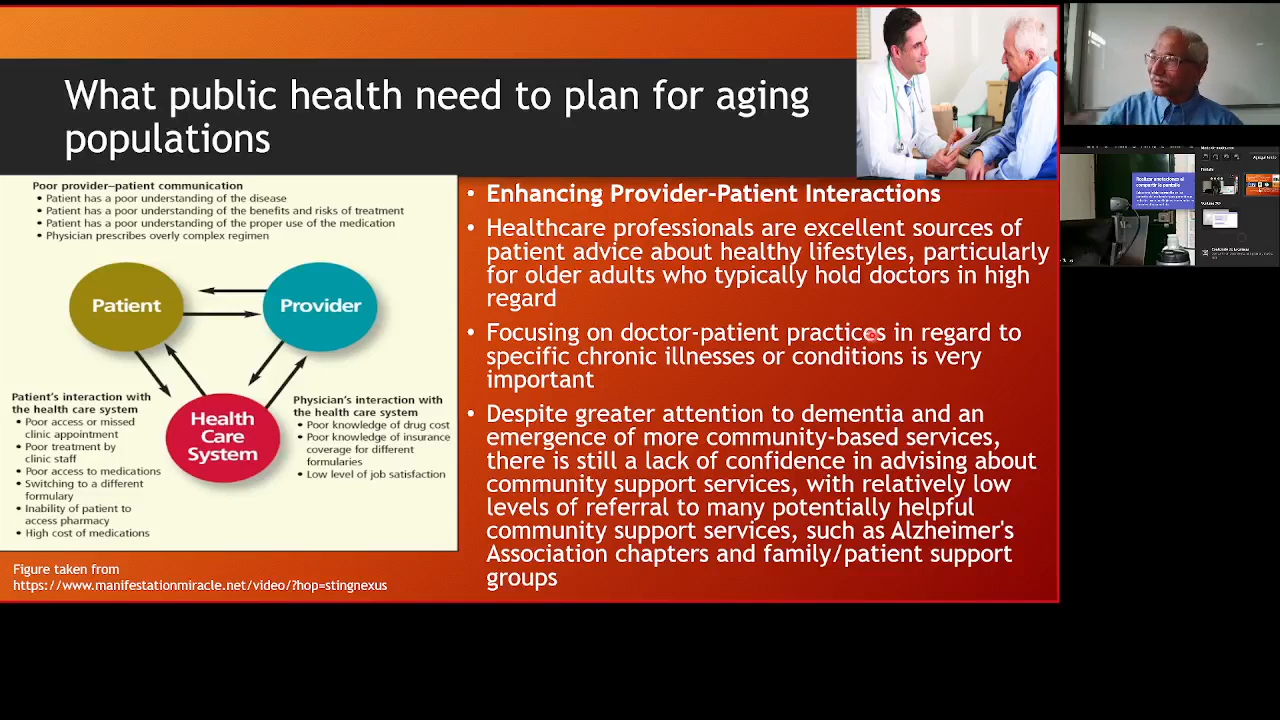 What public health need to plan for aging
populations
Poor provider–patient communication
• Patient has a poor understanding of the disease
• Patient has a poor understanding of the benefits and risks of treatment
• Patient has a poor understanding of the proper use of the medication
• Physician prescribes overly complex regimen
Patient
Provider
Health
Care
System
Patient's interaction with
the health care system
• Poor access or missed
clinic appointment
• Poor treatment by
clinic staff
• Poor access to medications
• Switching to a different
formulary
• Inability of patient to
access pharmacy
• High cost of medications
Physician's interaction with
the health care system
• Poor knowledge of drug cost
• Poor knowledge of insurance
coverage for different
formularies
• Low level of job satisfaction
Figure taken from
https://www.manifestationmiracle.net/video/?hop=stingnexus
• Enhancing Provider–Patient Interactions
• Healthcare professionals are excellent sources of
patient advice about healthy lifestyles, particularly
for older adults who typically hold doctors in high
regard
• Focusing on doctor-patient practices in regard to
specific chronic illnesses or conditions is very
important
• Despite greater attention to dementia and an
emergence of more community-based services,
there is still a lack of confidence in advising about
community support services, with relatively low
levels of referral to many potentially helpful
community support services, such as Alzheimer's
Association chapters and family/patient support
groups
Realizar anotaciones al
compartir la pantalla